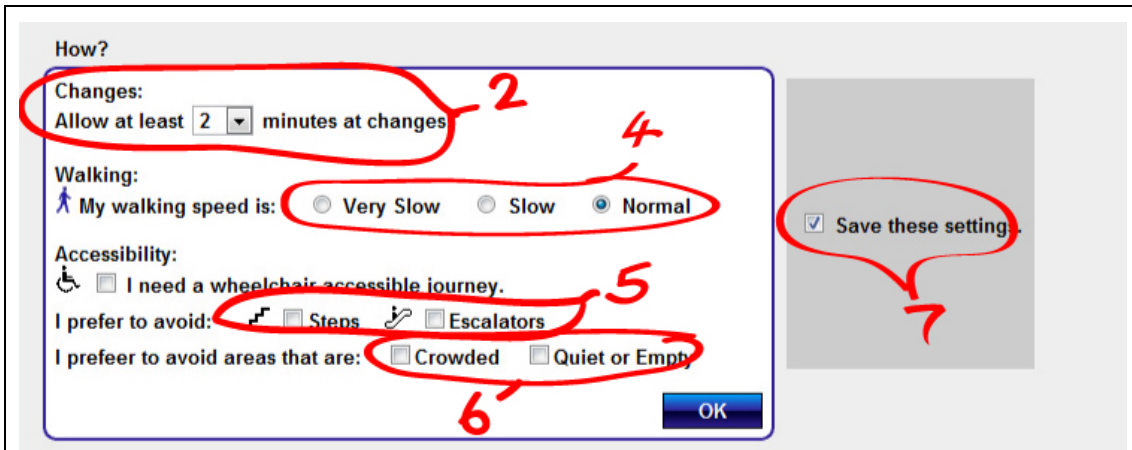 How?
Changes:
2
Allow at least 2 minutes at changes
4
Walking:
My walking speed is: Very Slow Slow Normal
Save these settings.
Accessibility:
I need a wheelchair accessible journey.
5
I prefer to avoid: Steps Escalators
7
I prefeer to avoid areas that are: Crowded Quiet or Empty
6
OK